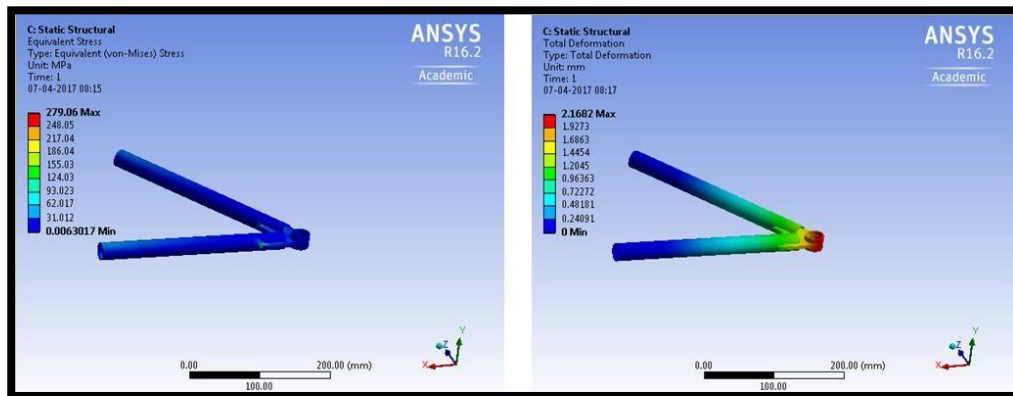 C: Static Structural
Equivalent Stress
Type: Equivalent (von-Mises) Stress
Unit: MPa
Time: 1
07-04-2017 08:15
279.06 Max
248.05
217.04
186.04
155.03
124.03
93.023
62.017
31.012
0.0063017 Min
ANSYS
R16.2
Academic
0.00
200.00 (mm)
100.00
Y
Z
X
C: Static Structural
Total Deformation
Type: Total Deformation
Unit: mm
Time: 1
07-04-2017 08:17
2.1682 Max
1.9273
1.6863
1.4454
1.2045
0.96363
0.72272
0.48181
0.24091
0 Min
ANSYS
R16.2
Academic
0.00
200.00 (mm)
100.00
Y
Z
X